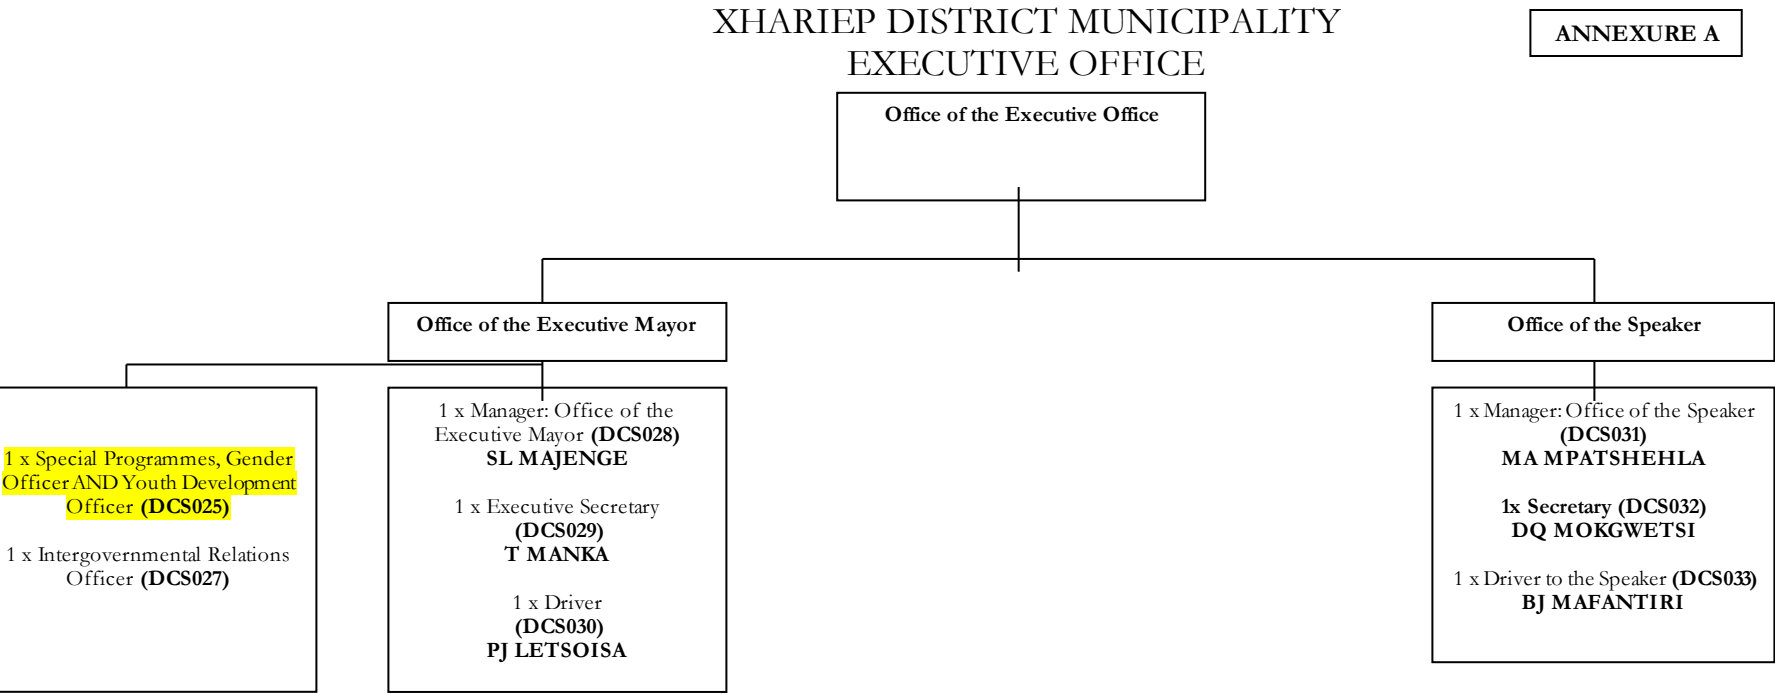 XHARIEP DISTRICT MUNICIPALITY
EXECUTIVE OFFICE
ANNEXURE A
Office of the Executive Office
Office of the Executive Mayor
Office of the Speaker
1 x Special Programmes, Gender
Officer AND Youth Development
Officer (DCS025)
1 x Intergovernmental Relations
Officer (DCS027)
1 x Manager: Office of the
Executive Mayor (DCS028)
SL MAJENGE
1 x Executive Secretary
(DCS029)
T MANKA
1 x Driver
(DCS030)
PJ LETSOISA
1 x Manager: Office of the Speaker
(DCS031)
MA MPATSHEHLA
1x Secretary (DCS032)
DQ MOKGWETSI
1 x Driver to the Speaker (DCS033)
BJ MAFANTIRI